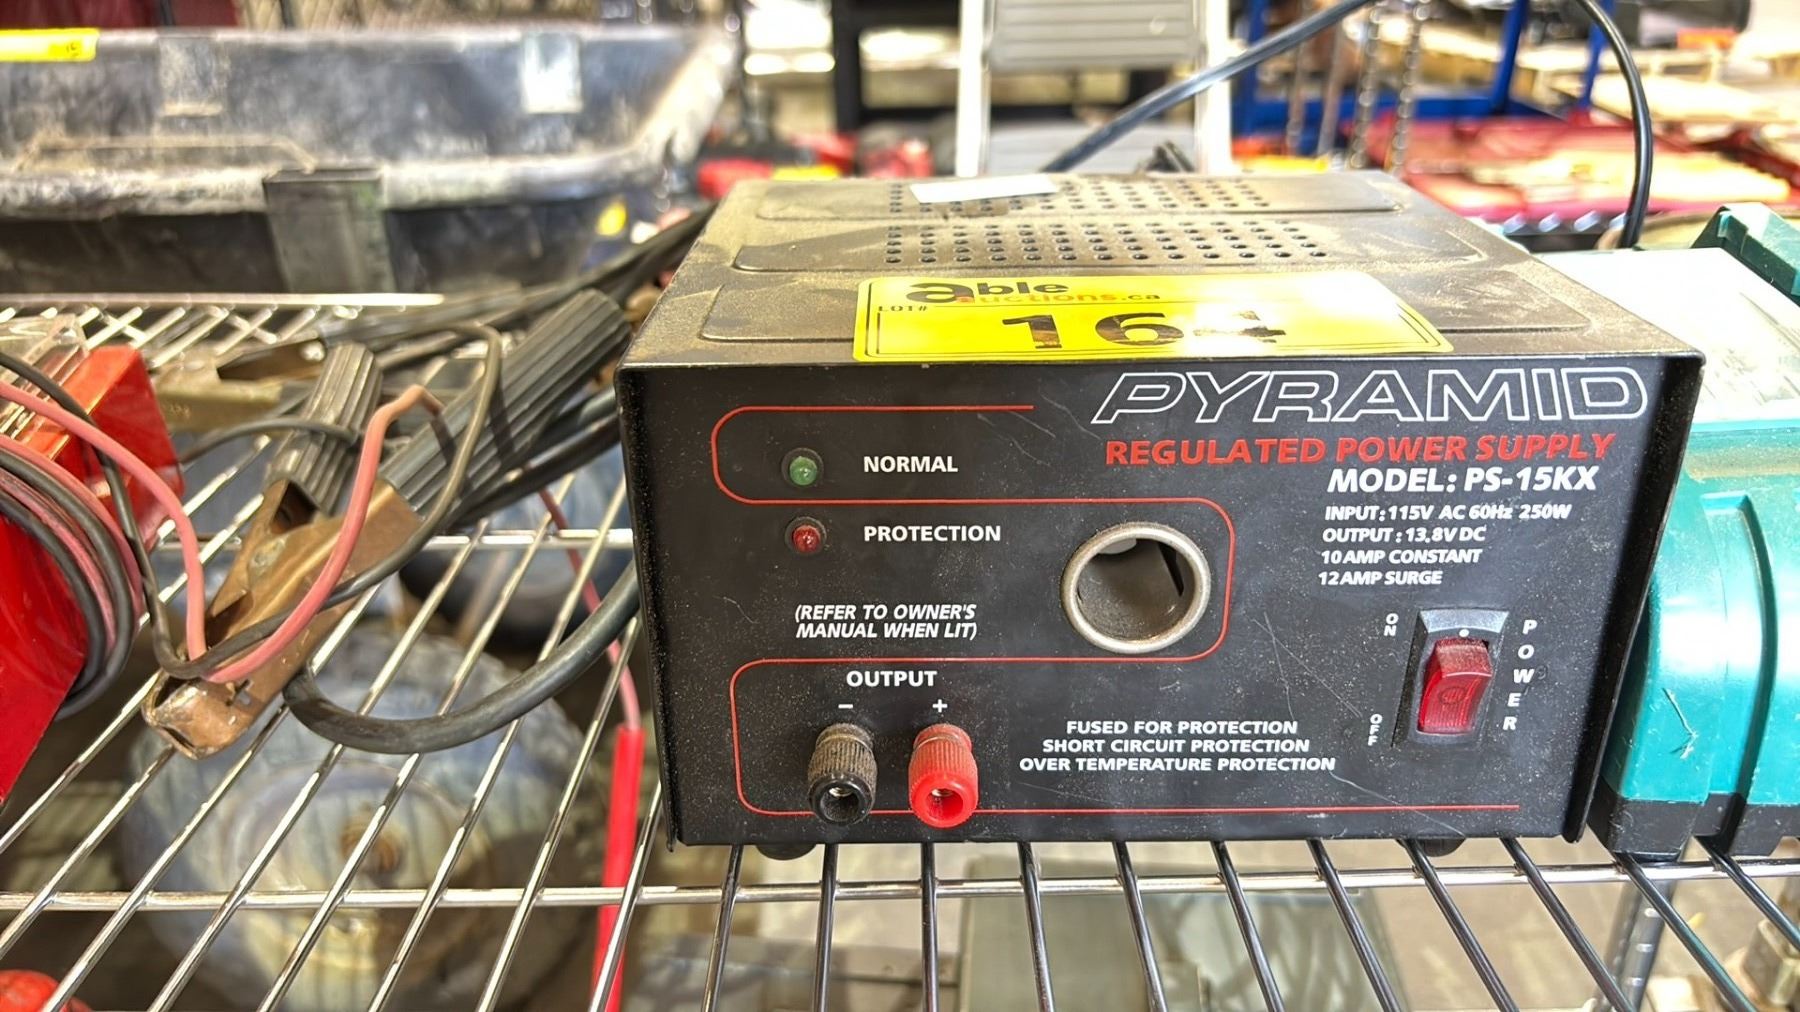 able
auctions.ca
LOT#
164
PYRAMID
REGULATED POWER SUPPLY
MODEL: PS-15KX
INPUT: 115V AC 60Hz 250W
OUTPUT: 13.8V DC
10 AMP CONSTANT
12 AMP SURGE
NORMAL
PROTECTION
(REFER TO OWNER'S
MANUAL WHEN LIT)
OUTPUT
- +
FUSED FOR PROTECTION
SHORT CIRCUIT PROTECTION
OVER TEMPERATURE PROTECTION
ON
OFF
POWER